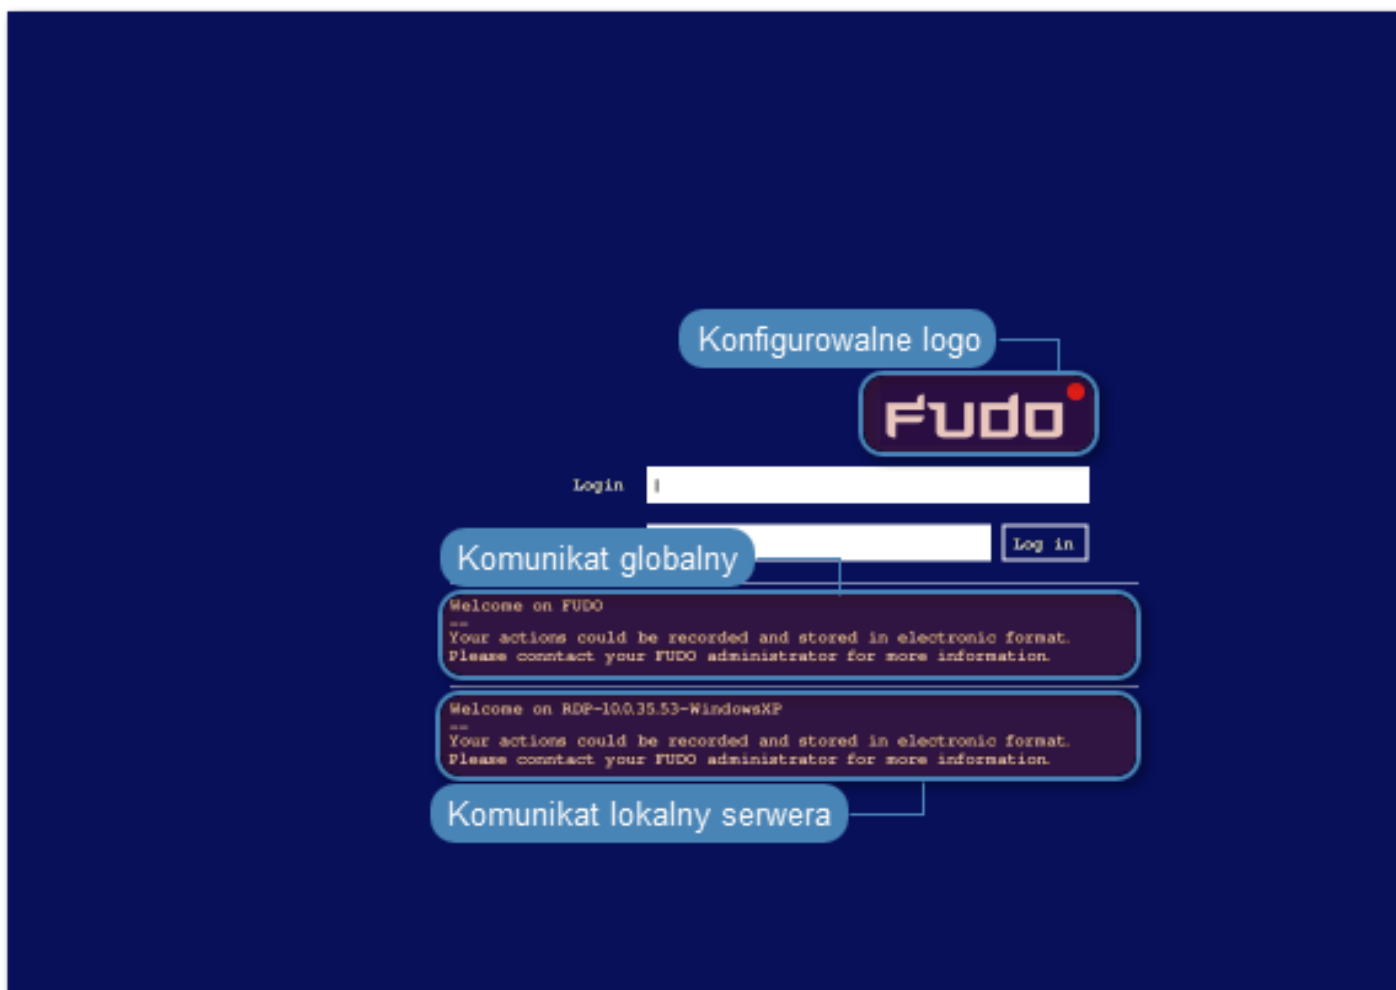 Konfigurowalne logo
FUDO
Login
Log in
Komunikat globalny
Welcome on FUDO
--
Your actions could be recorded and stored in electronic format.
Please conntact your FUDO administrator for more information.
Welcome on RDP-10.0.35.53-WindowsXP
--
Your actions could be recorded and stored in electronic format.
Please conntact your FUDO administrator for more information.
Komunikat lokalny serwera